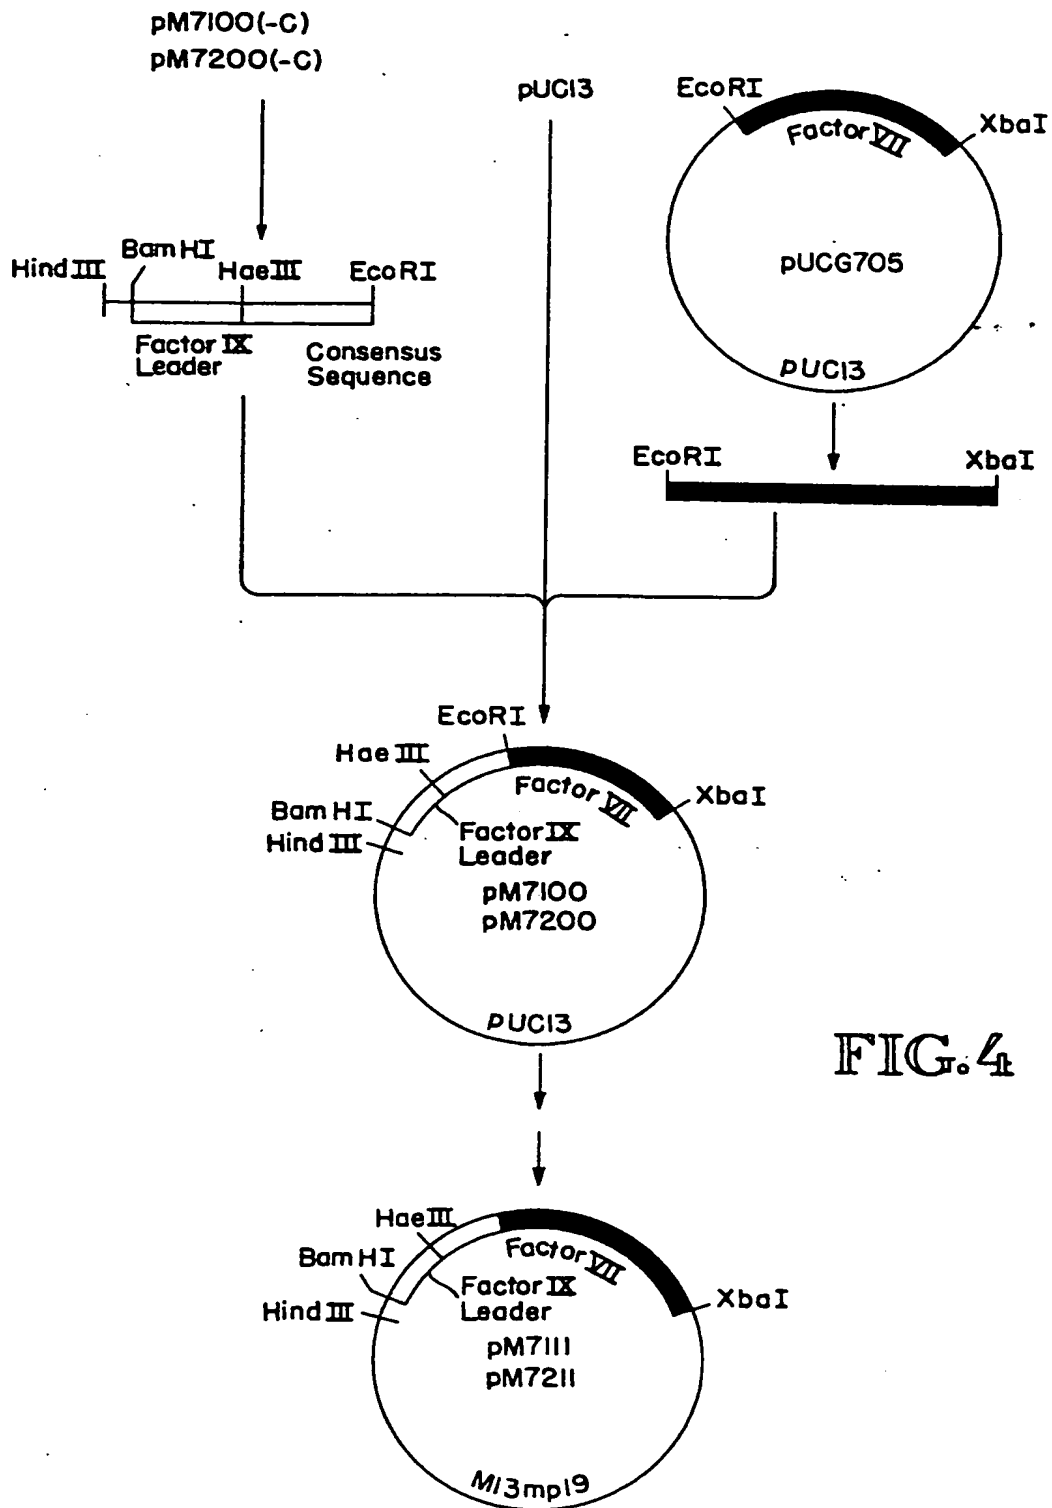 pM7100(-C)
pM7200(-C)
pUC13
EcoRI
XbaI
Factor VII
pUCG705
pUC13
Hind III
Bam HI
Hae III
EcoRI
Factor IX
Leader
Consensus
Sequence
EcoRI
XbaI
EcoRI
Hae III
Bam HI
Hind III
Factor VII
XbaI
Factor IX
Leader
pM7100
pM7200
pUC13
FIG. 4
Hae III
Bam HI
Hind III
Factor VII
XbaI
Factor IX
Leader
pM7111
pM7211
M13mp19